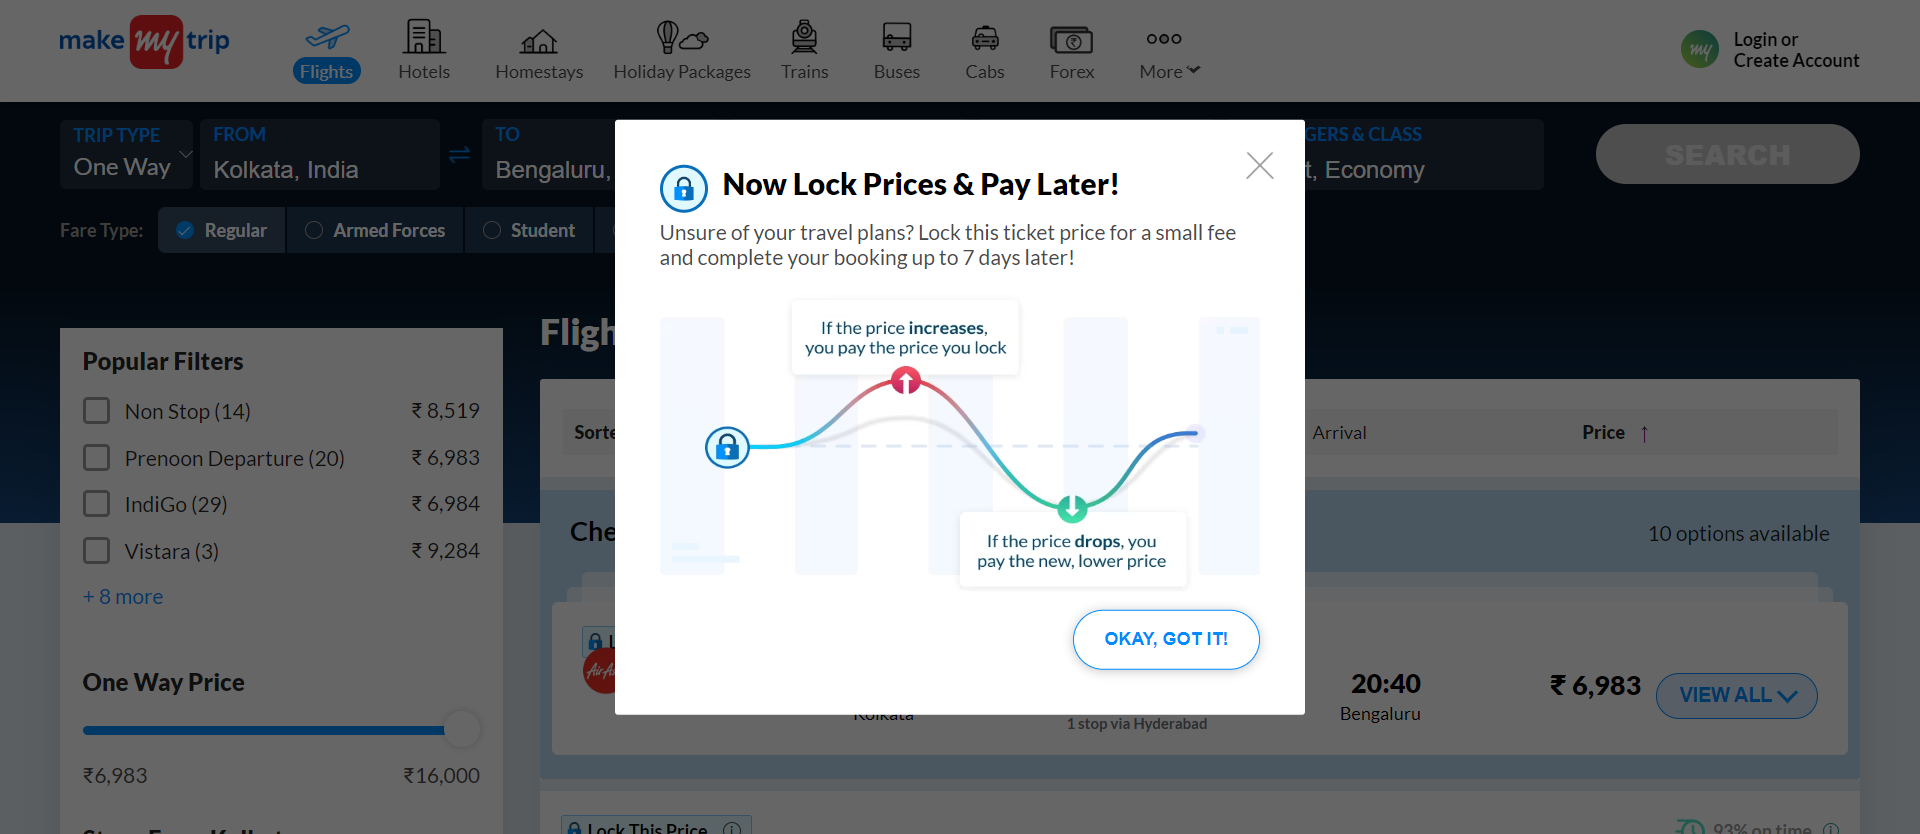 make my trip
Flights
Hotels
Homestays
Holiday Packages
Trains
Buses
Cabs
Forex
More
my
Login or
Create Account
TRIP TYPE
One Way
FROM
Kolkata, India
TO
Bengaluru,
GERS & CLASS
t, Economy
SEARCH
Fare Type:
Regular
Armed Forces
Student
Now Lock Prices & Pay Later!
Unsure of your travel plans? Lock this ticket price for a small fee
and complete your booking up to 7 days later!
If the price increases,
you pay the price you lock
If the price drops, you
pay the new, lower price
OKAY, GOT IT!
Popular Filters
Non Stop (14) ₹ 8,519
Prenoon Departure (20) ₹ 6,983
IndiGo (29) ₹ 6,984
Vistara (3) ₹ 9,284
+ 8 more
One Way Price
₹6,983 ₹16,000
Fligh
Sorte
Arrival
Price ↑
Che
10 options available
L
Kolkata
1 stop via Hyderabad
20:40
Bengaluru
₹ 6,983
VIEW ALL
Lock This Price
93% on time